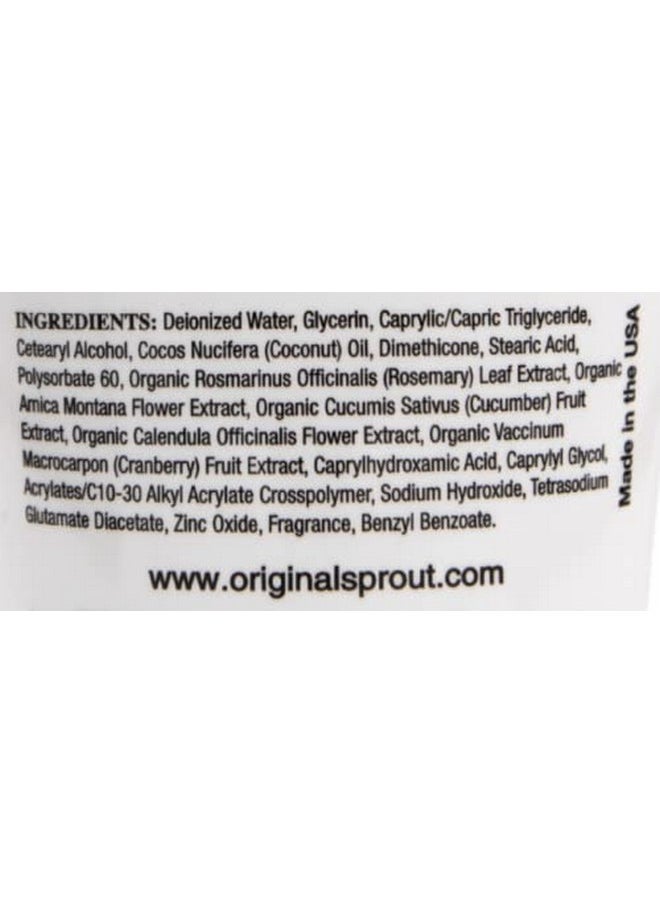 INGREDIENTS: Deionized Water, Glycerin, Caprylic/Capric Triglyceride,
Cetearyl Alcohol, Cocos Nucifera (Coconut) Oil, Dimethicone, Stearic Acid,
Polysorbate 60, Organic Rosmarinus Officinalis (Rosemary) Leaf Extract, Organic
Arnica Montana Flower Extract, Organic Cucumis Sativus (Cucumber) Fruit
Extract, Organic Calendula Officinalis Flower Extract, Organic Vaccinum
Macrocarpon (Cranberry) Fruit Extract, Caprylhydroxamic Acid, Caprylyl Glycol,
Acrylates/C10-30 Alkyl Acrylate Crosspolymer, Sodium Hydroxide, Tetrasodium
Glutamate Diacetate, Zinc Oxide, Fragrance, Benzyl Benzoate.
www.originalsprout.com
Made in the USA